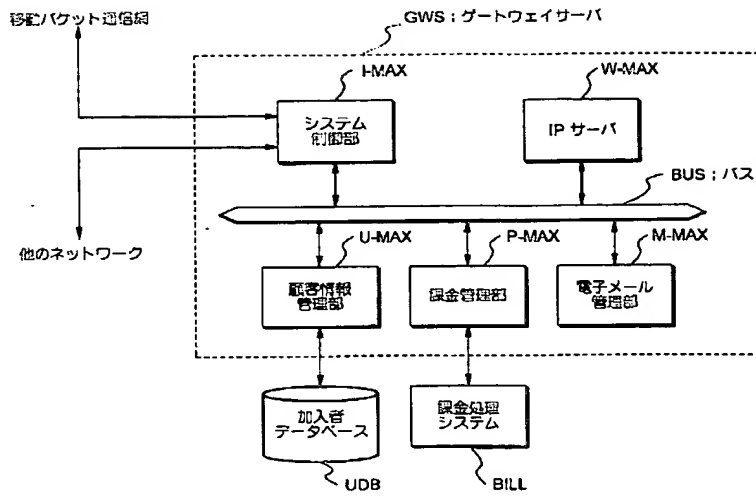 移動パケット通信網
GWS；ゲートウェイサーバ
I-MAX
W-MAX
システム
制御部
IP サーバ
BUS；バス
他のネットワーク
U-MAX
P-MAX
M-MAX
顧客情報
管理部
課金管理部
電子メール
管理部
加入者
データベース
課金処理
システム
UDB
BILL